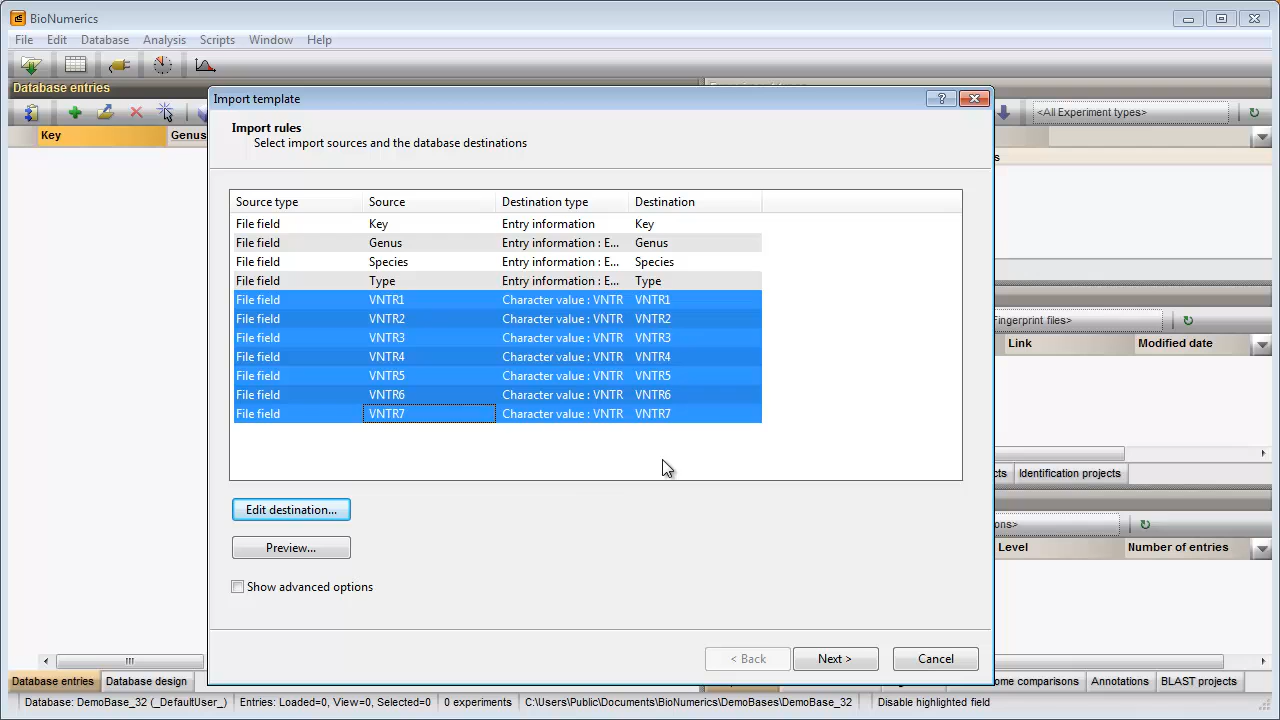 BioNumerics
File Edit Database Analysis Scripts Window Help
Database entries
<All Experiment types>
Key Genus
Import template
Import rules
Select import sources and the database destinations
Source type Source Destination type Destination
File field Key Entry information Key
File field Genus Entry information : E... Genus
File field Species Entry information : E... Species
File field Type Entry information : E... Type
File field VNTR1 Character value : VNTR VNTR1
File field VNTR2 Character value : VNTR VNTR2
File field VNTR3 Character value : VNTR VNTR3
File field VNTR4 Character value : VNTR VNTR4
File field VNTR5 Character value : VNTR VNTR5
File field VNTR6 Character value : VNTR VNTR6
File field VNTR7 Character value : VNTR VNTR7
Fingerprint files>
Link Modified date
Identification projects
Level Number of entries
Edit destination...
Preview...
Show advanced options
< Back Next > Cancel
Database entries Database design
ome comparisons Annotations BLAST projects
Database: DemoBase_32 (_DefaultUser_) Entries: Loaded=0, View=0, Selected=0 0 experiments C:\Users\Public\Documents\BioNumerics\DemoBases\DemoBase_32 Disable highlighted field